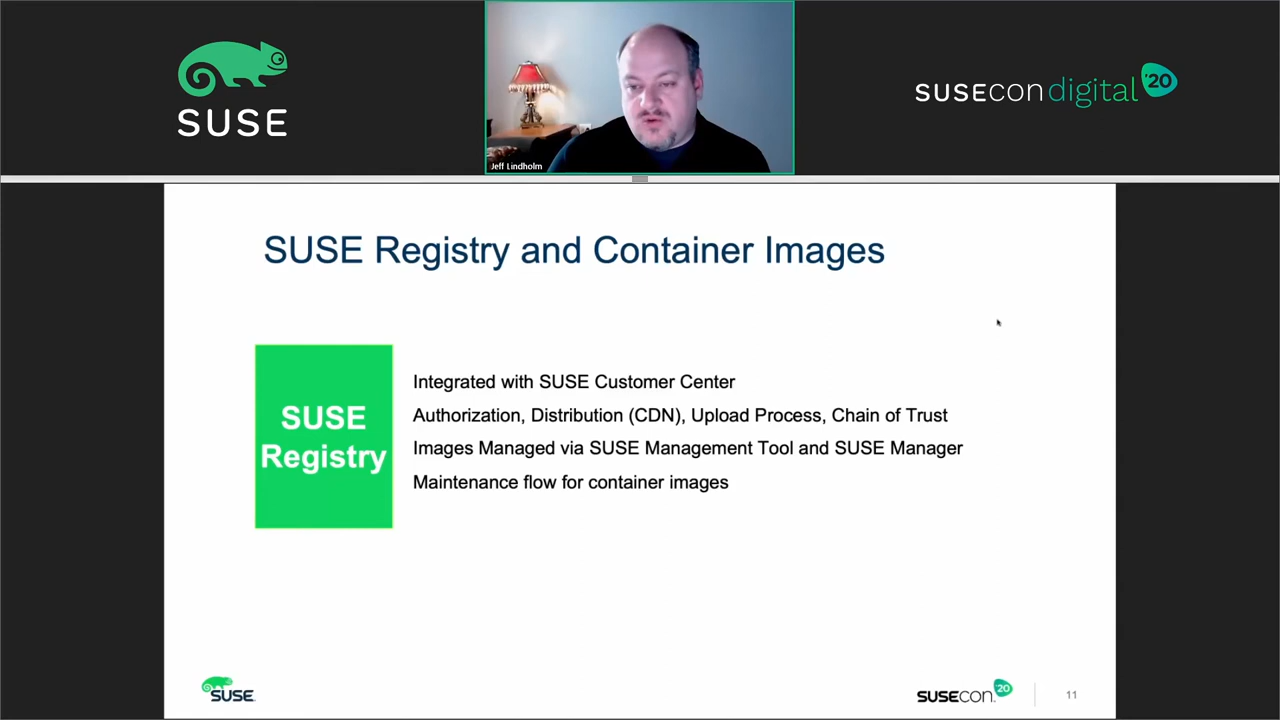 SUSE
Jeff Lindholm
SUSECON digital '20
SUSE Registry and Container Images
SUSE
Registry
Integrated with SUSE Customer Center
Authorization, Distribution (CDN), Upload Process, Chain of Trust
Images Managed via SUSE Management Tool and SUSE Manager
Maintenance flow for container images
SUSE
SUSECON '20
11